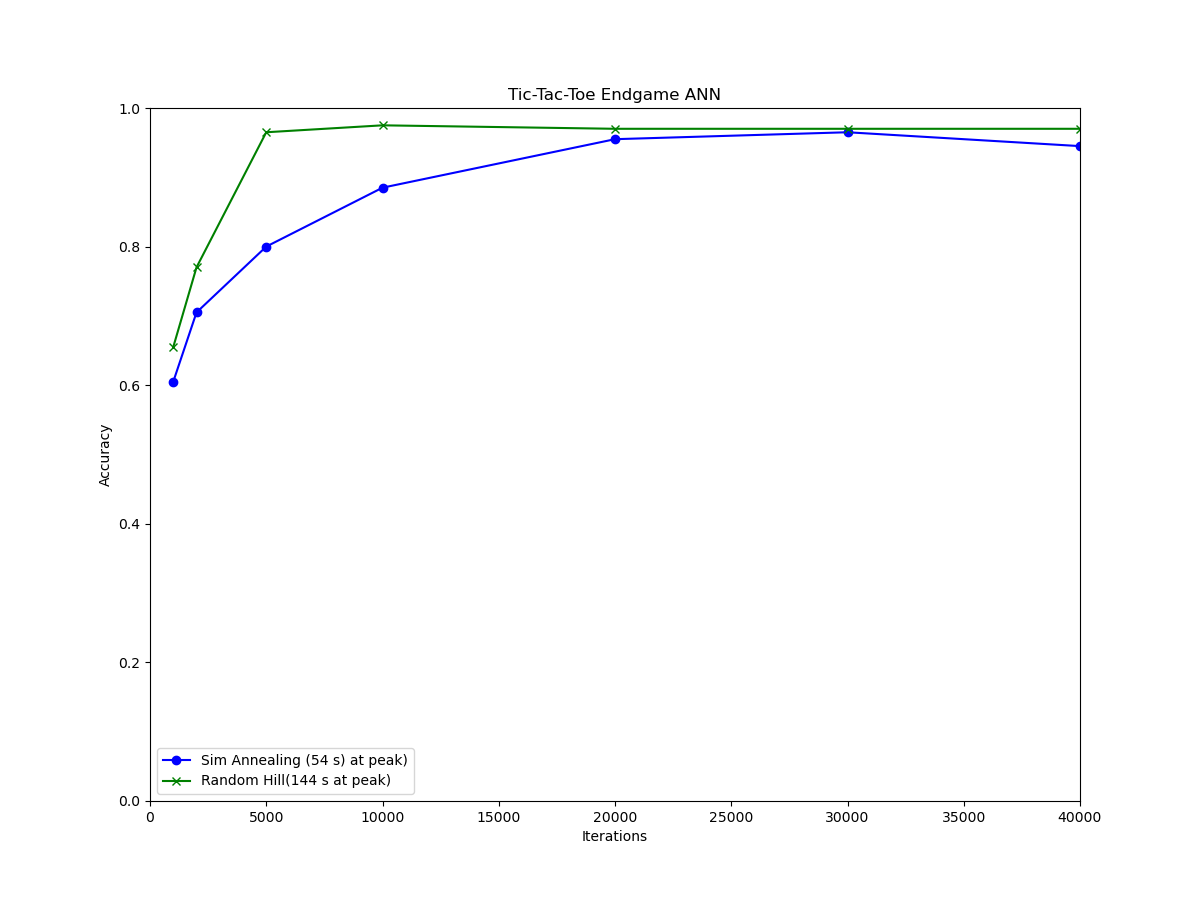 Tic-Tac-Toe Endgame ANN
1.0
0.8
0.6
0.4
0.2
0.0
Accuracy
Sim Annealing (54 s) at peak)
Random Hill(144 s at peak)
0 5000 10000 15000 20000 25000 30000 35000 40000
Iterations